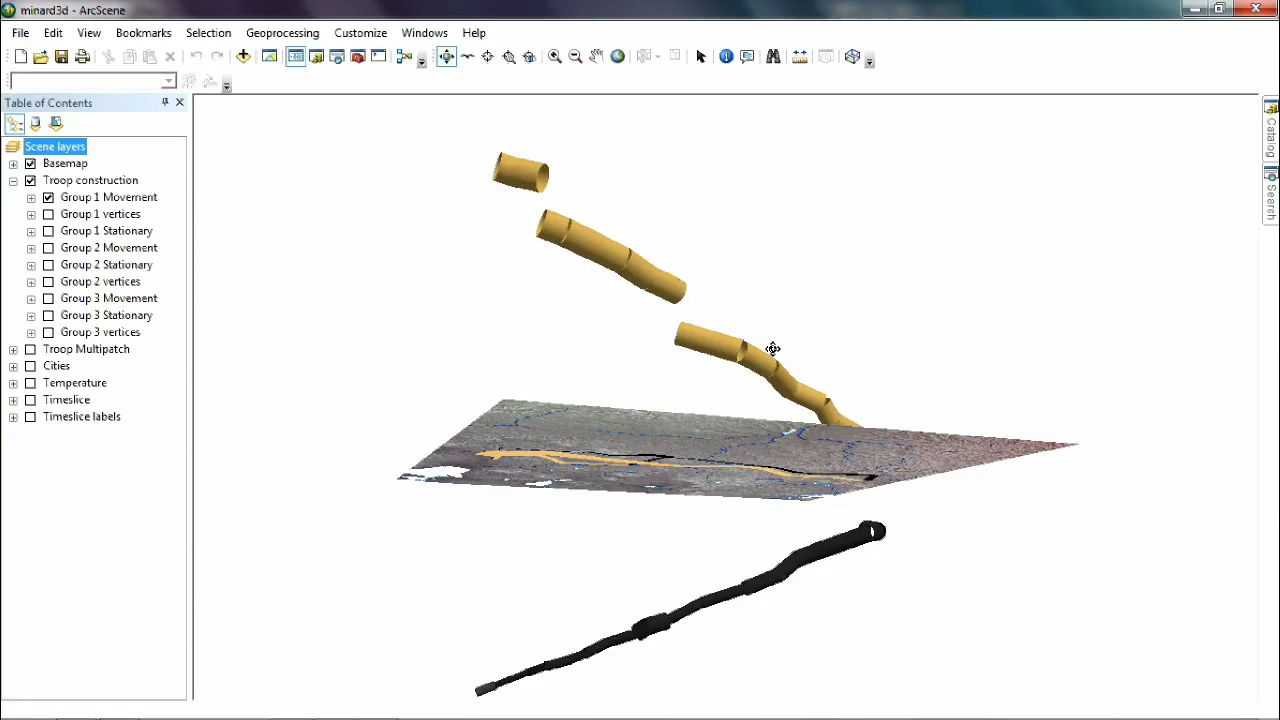 minard3d - ArcScene
File Edit View Bookmarks Selection Geoprocessing Customize Windows Help
Table of Contents
Scene layers
Basemap
Troop construction
Group 1 Movement
Group 1 vertices
Group 1 Stationary
Group 2 Movement
Group 2 Stationary
Group 2 vertices
Group 3 Movement
Group 3 Stationary
Group 3 vertices
Troop Multipatch
Cities
Temperature
Timeslice
Timeslice labels
Catalog
Search